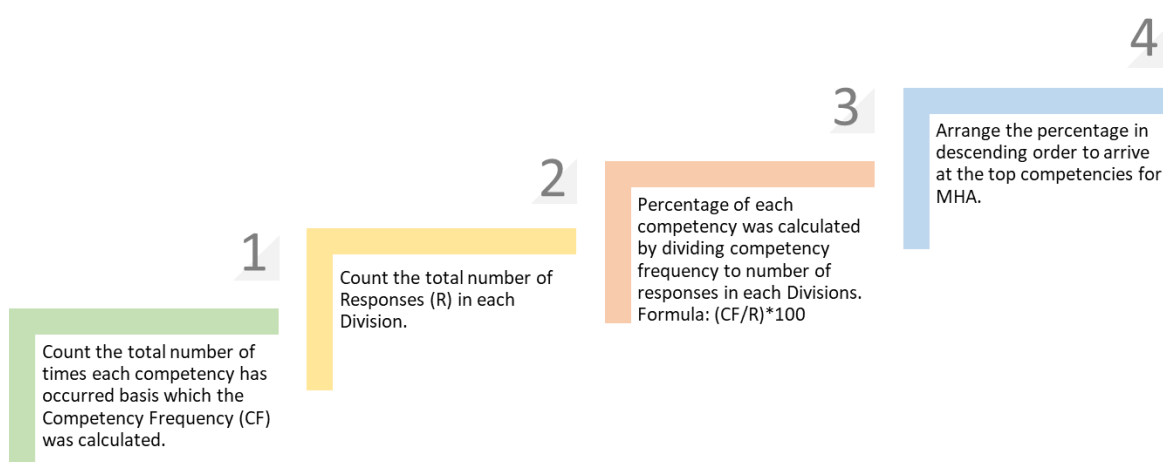 1
Count the total number of
times each competency has
occurred basis which the
Competency Frequency (CF)
was calculated.
2
Count the total number of
Responses (R) in each
Division.
3
Percentage of each
competency was calculated
by dividing competency
frequency to number of
responses in each Divisions.
Formula: (CF/R)*100
4
Arrange the percentage in
descending order to arrive
at the top competencies for
MHA.